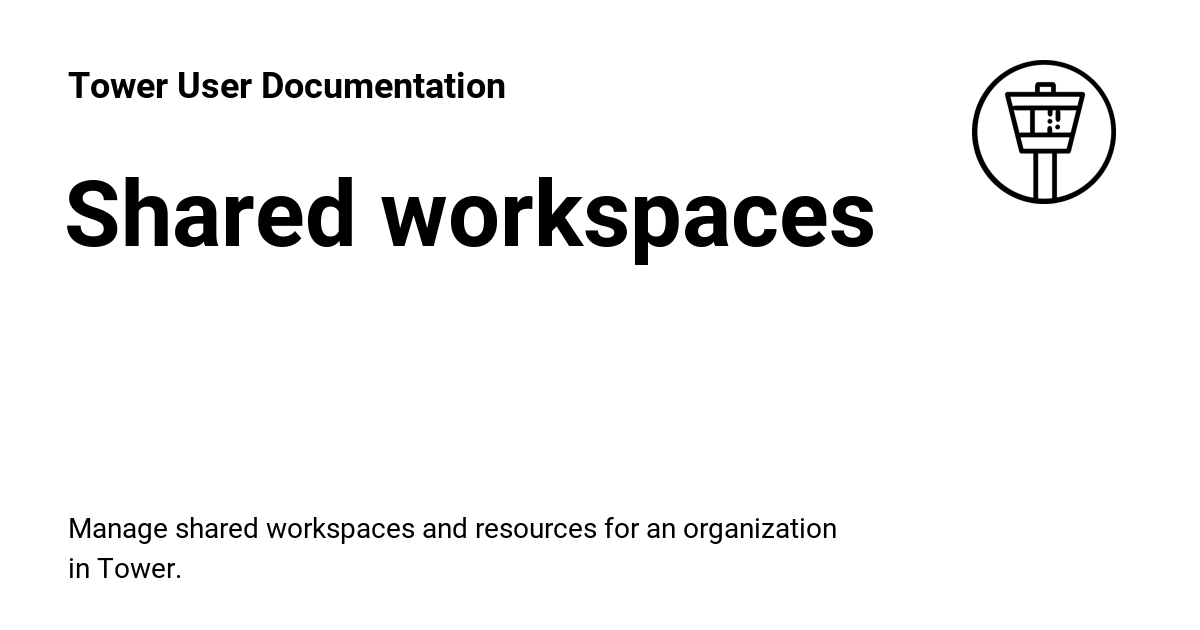 Tower User Documentation
Shared workspaces
Manage shared workspaces and resources for an organization
in Tower.